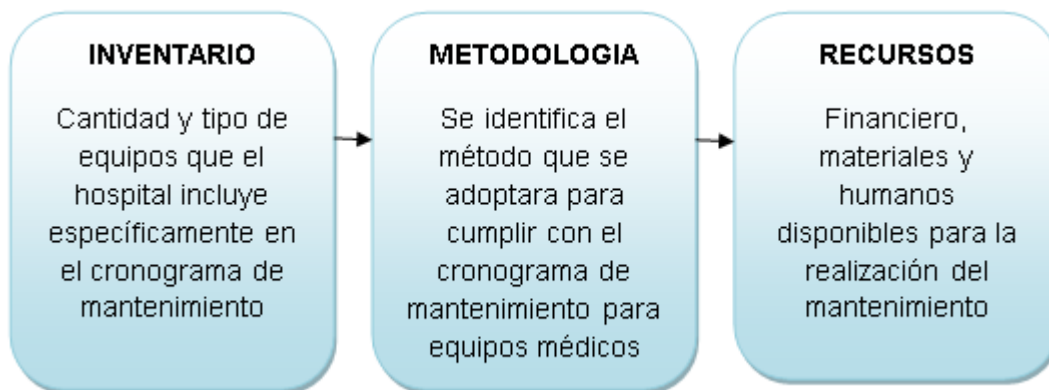 INVENTARIO
Cantidad y tipo de
equipos que el
hospital incluye
específicamente en
el cronograma de
mantenimiento
METODOLOGIA
Se identifica el
método que se
adoptara para
cumplir con el
cronograma de
mantenimiento para
equipos médicos
RECURSOS
Financiero,
materiales y
humanos
disponibles para la
realización del
mantenimiento